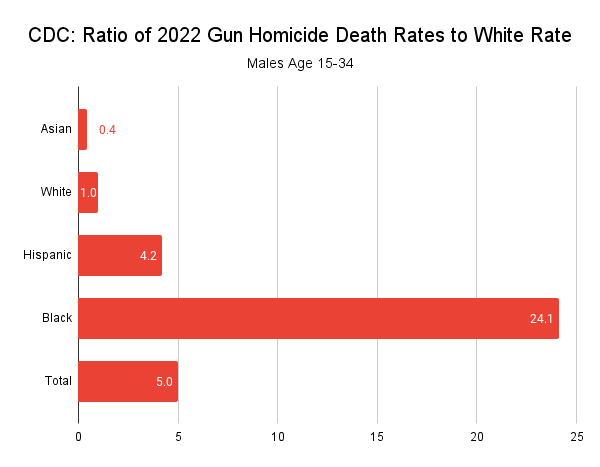 CDC: Ratio of 2022 Gun Homicide Death Rates to White Rate
Males Age 15-34
Asian 0.4
White 1.0
Hispanic 4.2
Black 24.1
Total 5.0
0 5 10 15 20 25